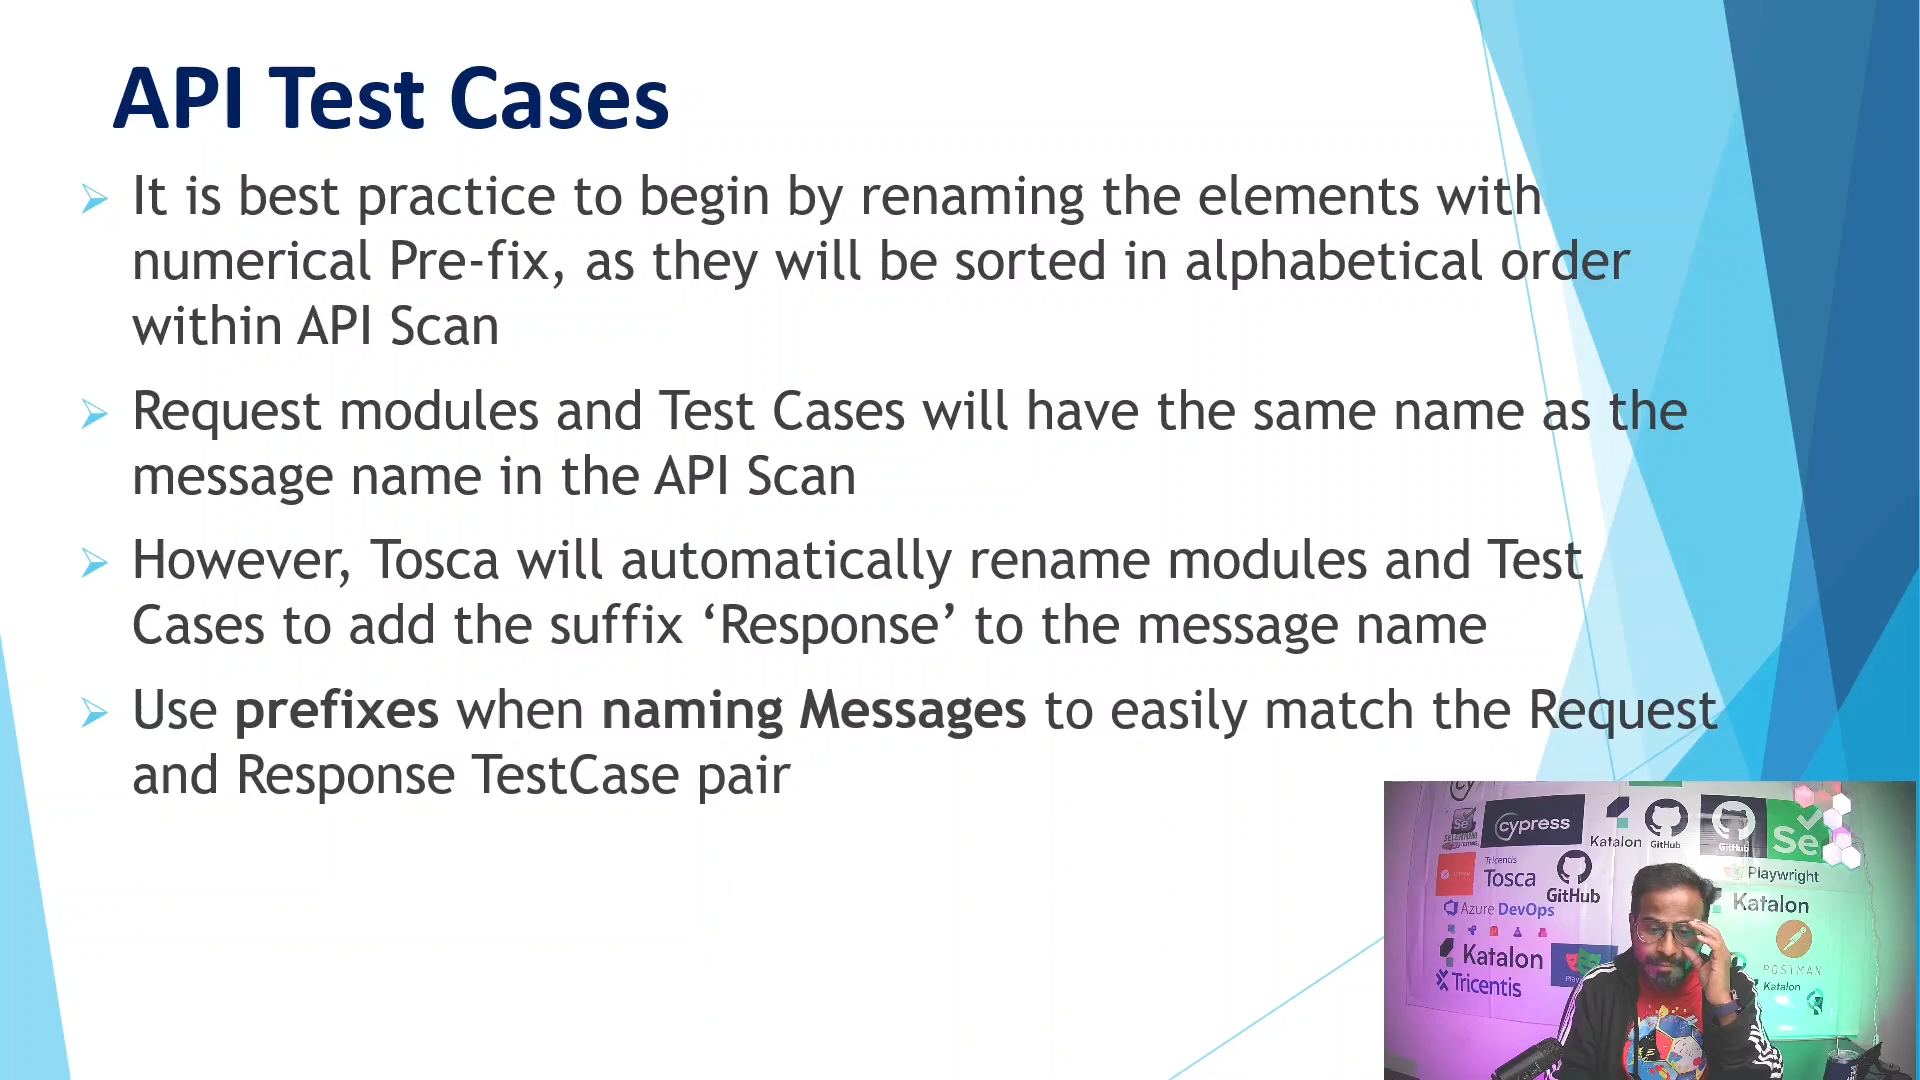 API Test Cases
It is best practice to begin by renaming the elements with
numerical Pre-fix, as they will be sorted in alphabetical order
within API Scan
Request modules and Test Cases will have the same name as the
message name in the API Scan
However, Tosca will automatically rename modules and Test
Cases to add the suffix ‘Response’ to the message name
Use prefixes when naming Messages to easily match the Request
and Response TestCase pair
cypress
Katalon
GitHub
GitHub
Se
Se
SELENIUM
Tricentis
Tosca
GitHub
Playwright
Azure DevOps
Katalon
Katalon
Tricentis
POSTMAN
Katalon